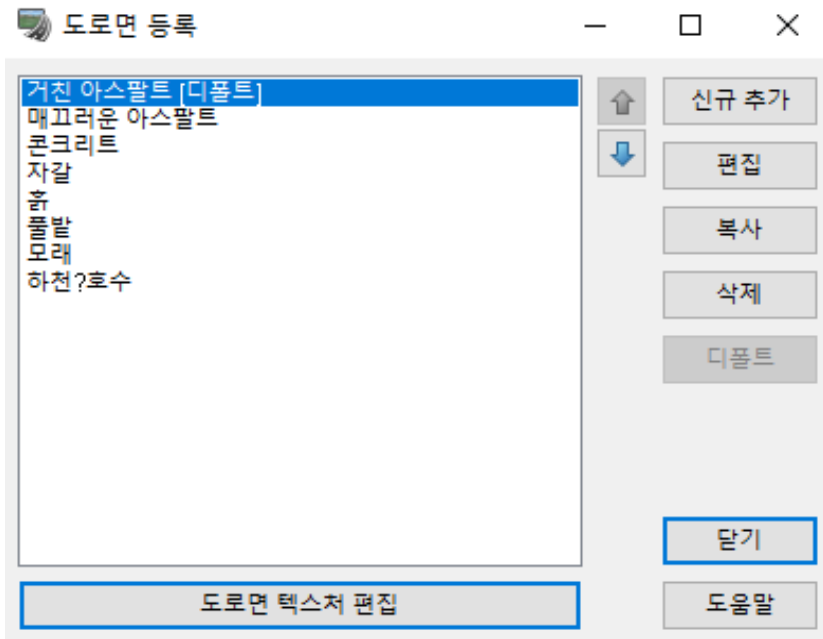 도로면 등록
거친 아스팔트 [디폴트]
매끄러운 아스팔트
콘크리트
자갈
흙
풀밭
모래
하천?호수
신규 추가
편집
복사
삭제
디폴트
닫기
도로면 텍스처 편집
도움말